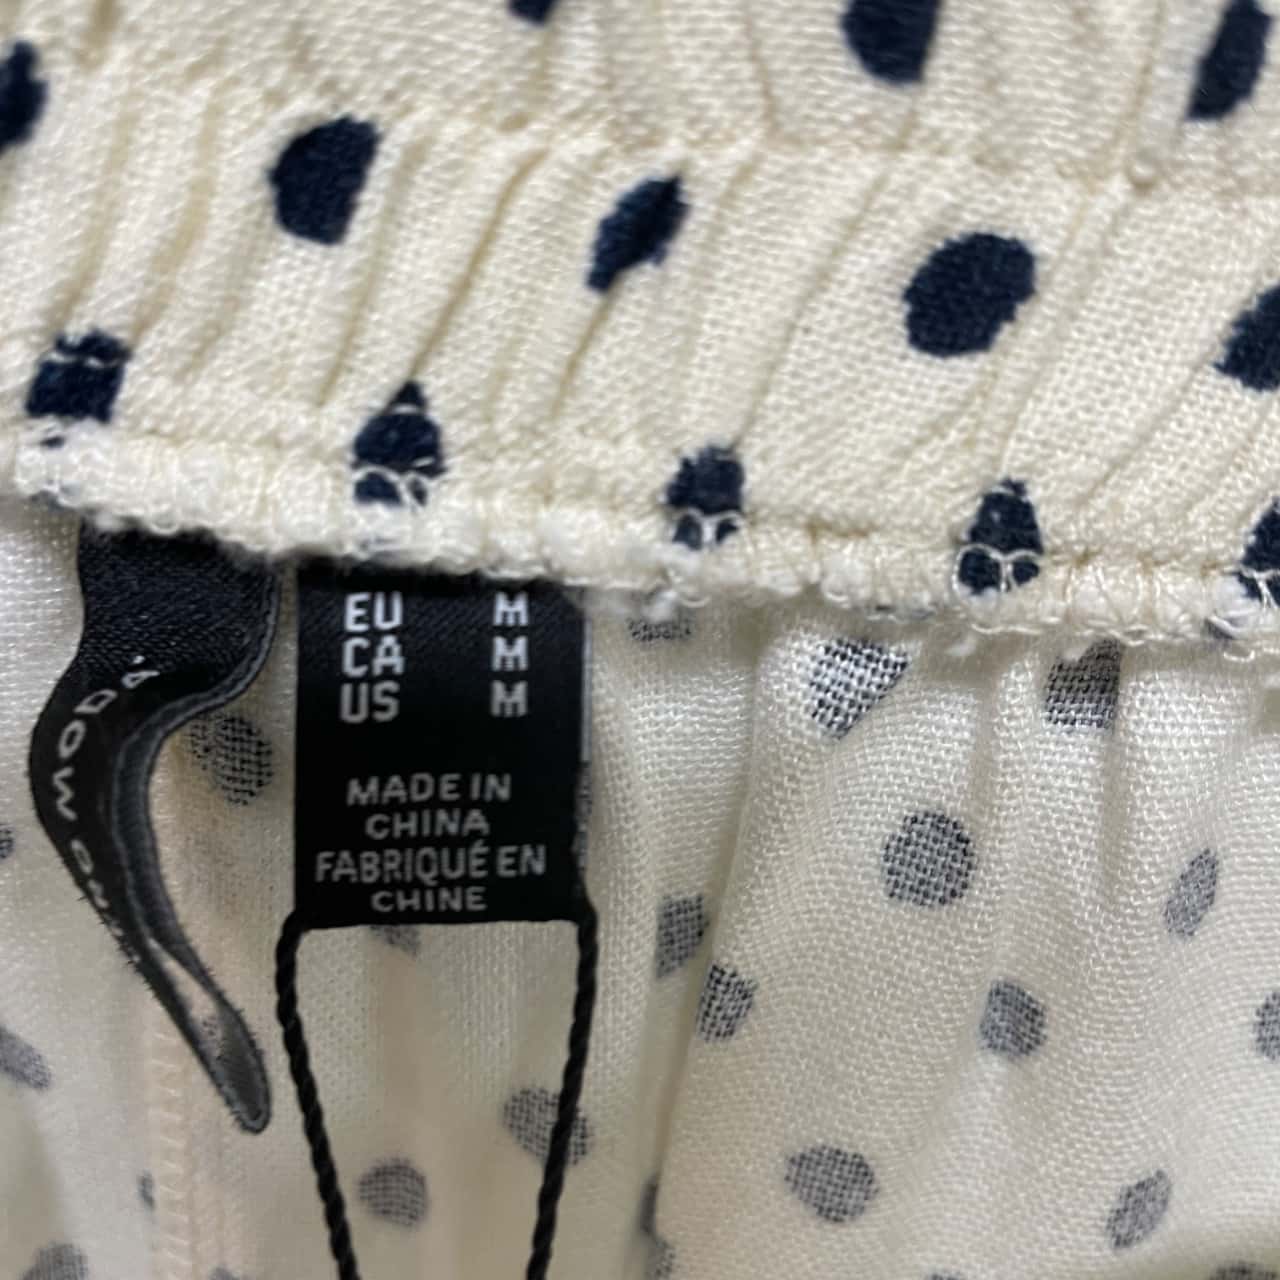 EU M
CA M
US M
MADE IN
CHINA
FABRIQUÉ EN
CHINE